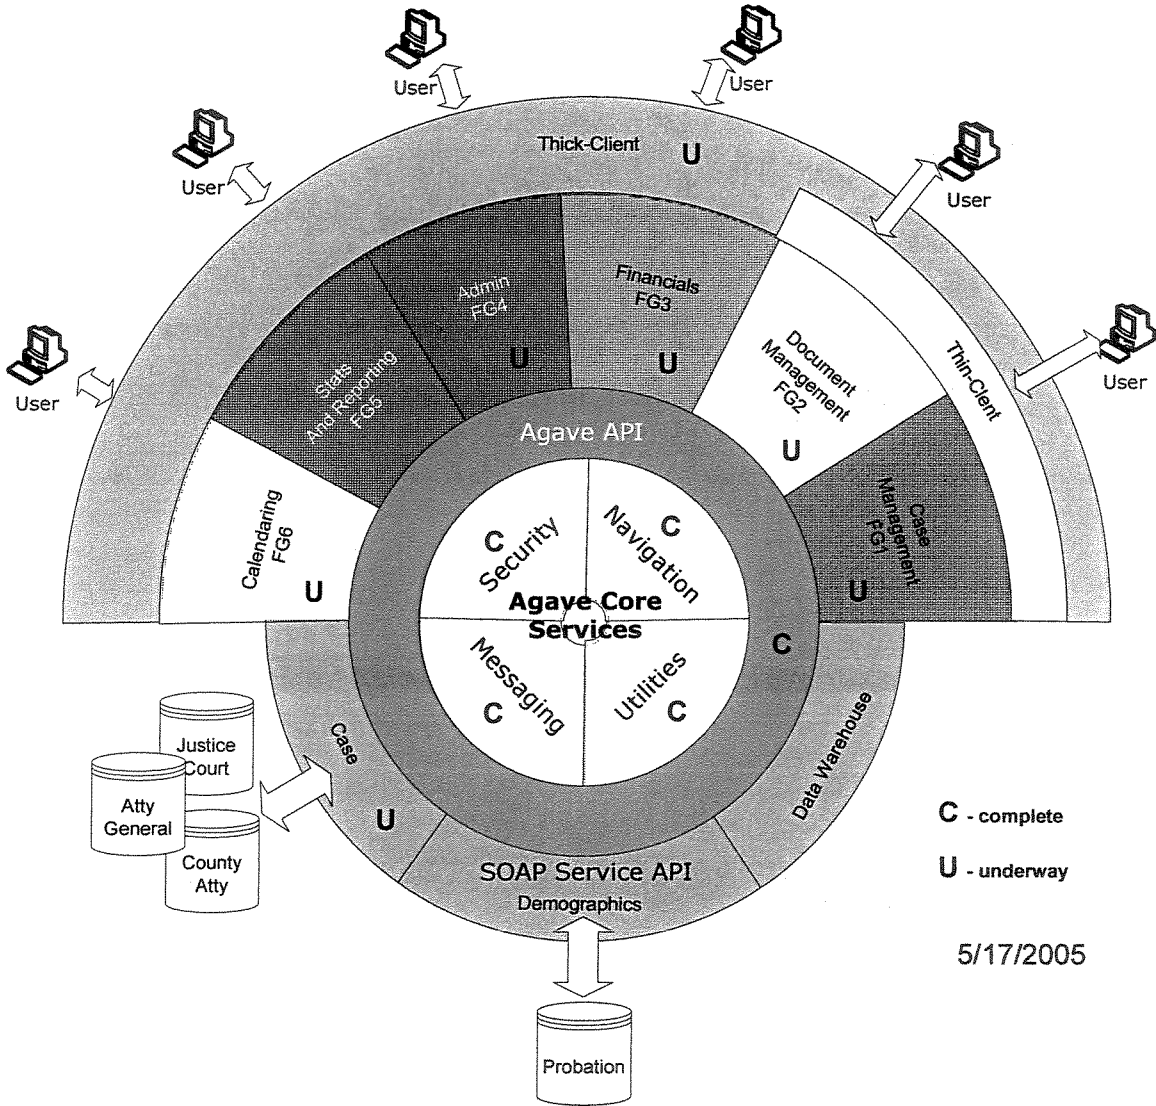 User
User
User
User
User
User
User
Thick-Client
U
Thin-Client
Calendaring
FG6
U
Stats
And Reporting
FG5
Admin
FG4
U
Financials
FG3
U
Document
Management
FG2
U
Case
Management
FG1
U
Agave API
C
Security
C
Navigation
C
Agave Core
Services
Messaging
C
Utilities
C
Case
U
SOAP Service API
Demographics
Data Warehouse
Justice
Court
Atty
General
County
Atty
Probation
C - complete
U - underway
5/17/2005